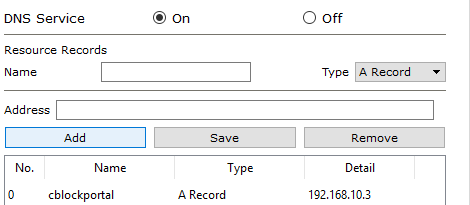 DNS Service On Off
Resource Records
Name Type A Record
Address
Add Save Remove
No. Name Type Detail
0 cblockportal A Record 192.168.10.3